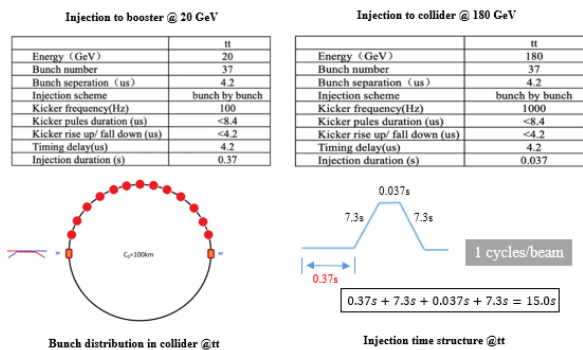 Injection to booster @ 20 GeV
tt
Energy（GeV） 20
Bunch number 37
Bunch seperation（us） 4.2
Injection scheme bunch by bunch
Kicker frequency(Hz) 100
Kicker pules duration (us) <8.4
Kicker rise up/ fall down (us) <4.2
Timing delay(us) 4.2
Injection duration (s) 0.37
Injection to collider @ 180 GeV
tt
Energy（GeV） 180
Bunch number 37
Bunch separation（us） 4.2
Injection scheme bunch by bunch
Kicker frequency(Hz) 1000
Kicker pules duration (us) <8.4
Kicker rise up/ fall down (us) <4.2
Timing delay(us) 4.2
Injection duration (s) 0.037
C₀=100km
Bunch distribution in collider @tt
0.037s
7.3s 7.3s
0.37s
1 cycles/beam
0.37s + 7.3s + 0.037s + 7.3s = 15.0s
Injection time structure @tt